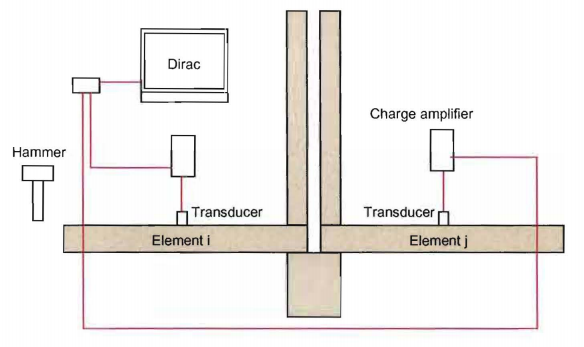 Dirac
Charge amplifier
Hammer
Transducer
Transducer
Element i
Element j